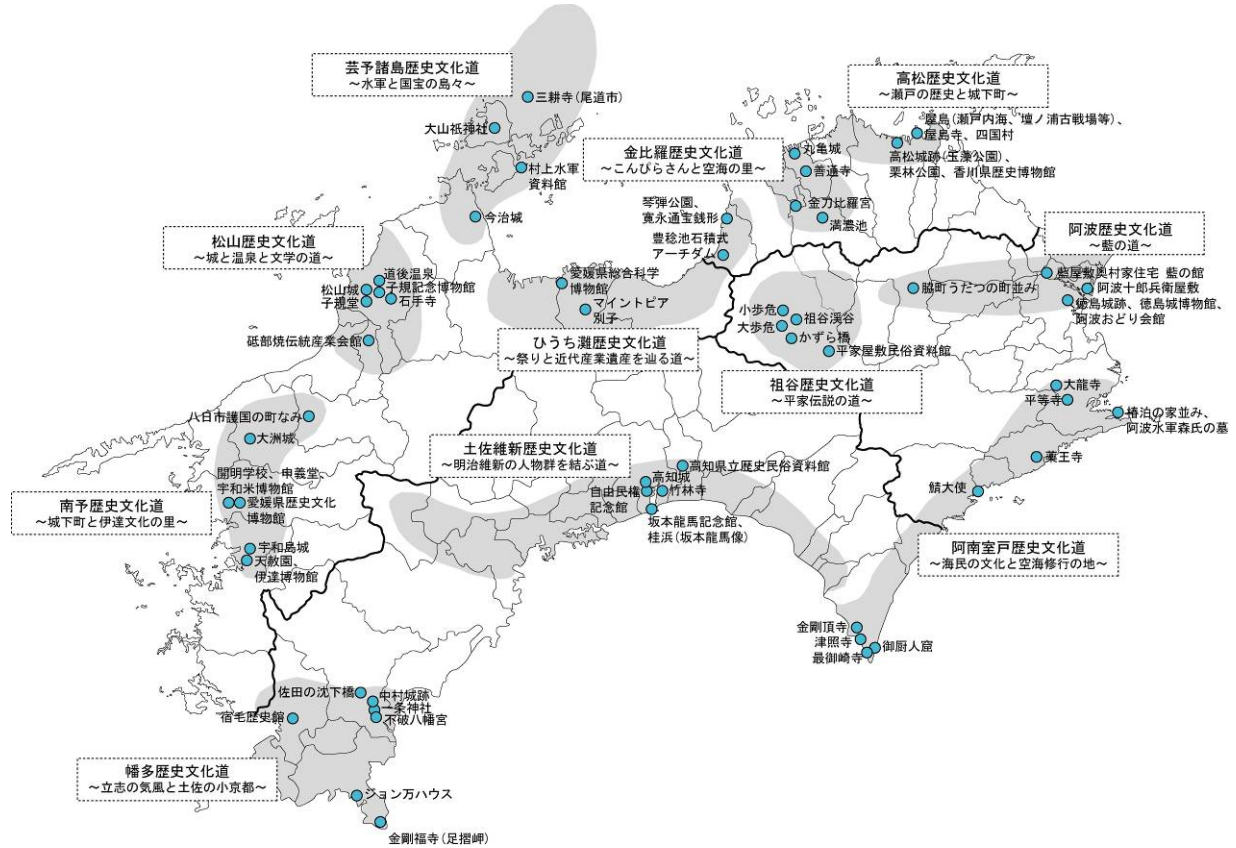 芸予諸島歴史文化道
～水軍と国宝の島々～
三耕寺（尾道市）
大山祇神社
村上水軍
資料館
今治城
高松歴史文化道
～瀬戸の歴史と城下町～
屋島（瀬戸内海、壇ノ浦古戦場等）、
屋島寺、四国村
高松城跡（玉藻公園）、
栗林公園、香川県歴史博物館
金比羅歴史文化道
～こんぴらさんと空海の里～
丸亀城
善通寺
金刀比羅宮
満濃池
琴弾公園、
寛永通宝銭形
豊稔池石積式
アーチダム
松山歴史文化道
～城と温泉と文学の道～
道後温泉
子規記念博物館
松山城
子規堂
石手寺
砥部焼伝統産業会館
愛媛県総合科学
博物館
マイントピア
別子
ひうち灘歴史文化道
～祭りと近代産業遺産を辿る道～
阿波歴史文化道
～藍の道～
藍屋敷奥村家住宅 藍の館
阿波十郎兵衛屋敷
徳島城跡、徳島城博物館、
阿波おどり会館
脇町うだつの町並み
小歩危
祖谷渓谷
大歩危
かずら橋
平家屋敷民俗資料館
祖谷歴史文化道
～平家伝説の道～
大龍寺
平等寺
椿泊の家並み、
阿波水軍森氏の墓
薬王寺
鯖大使
阿南室戸歴史文化道
～海民の文化と空海修行の地～
金剛頂寺
津照寺
最御崎寺
御厨人窟
八日市護国の町なみ
大洲城
開明学校、申義堂、
宇和米博物館
愛媛県歴史文化
博物館
南予歴史文化道
～城下町と伊達文化の里～
宇和島城
天赦園、
伊達博物館
土佐維新歴史文化道
～明治維新の人物群を結ぶ道～
高知県立歴史民俗資料館
高知城
自由民権
記念館
竹林寺
坂本龍馬記念館、
桂浜（坂本龍馬像）
佐田の沈下橋
中村城跡
一条神社
不破八幡宮
宿毛歴史館
幡多歴史文化道
～立志の気風と土佐の小京都～
ジョン万ハウス
金剛福寺（足摺岬）